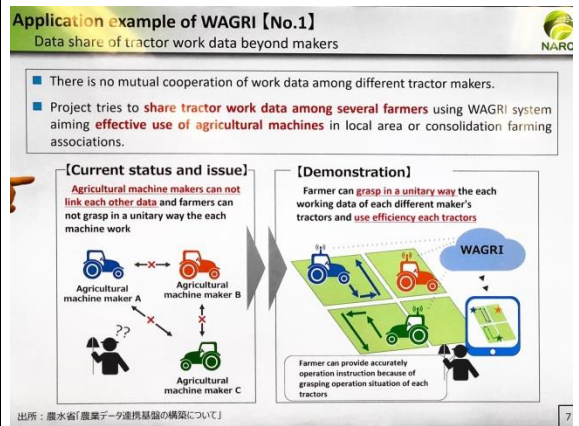 Application example of WAGRI【No.1】
Data share of tractor work data beyond makers
NARO
There is no mutual cooperation of work data among different tractor makers.
Project tries to share tractor work data among several farmers using WAGRI system
aiming effective use of agricultural machines in local area or consolidation farming
associations.
【Current status and issue】
Agricultural machine makers can not
link each other data and farmers can
not grasp in a unitary way the each
machine work
Agricultural
machine maker A
Agricultural
machine maker B
??
Agricultural
machine maker C
【Demonstration】
Farmer can grasp in a unitary way the each
working data of each different maker's
tractors and use efficiency each tractors
WAGRI
Farmer can provide accurately
operation instruction because of
grasping operation situation of each
tractors
出所：農水省「農業データ連携基盤の構築について」
7